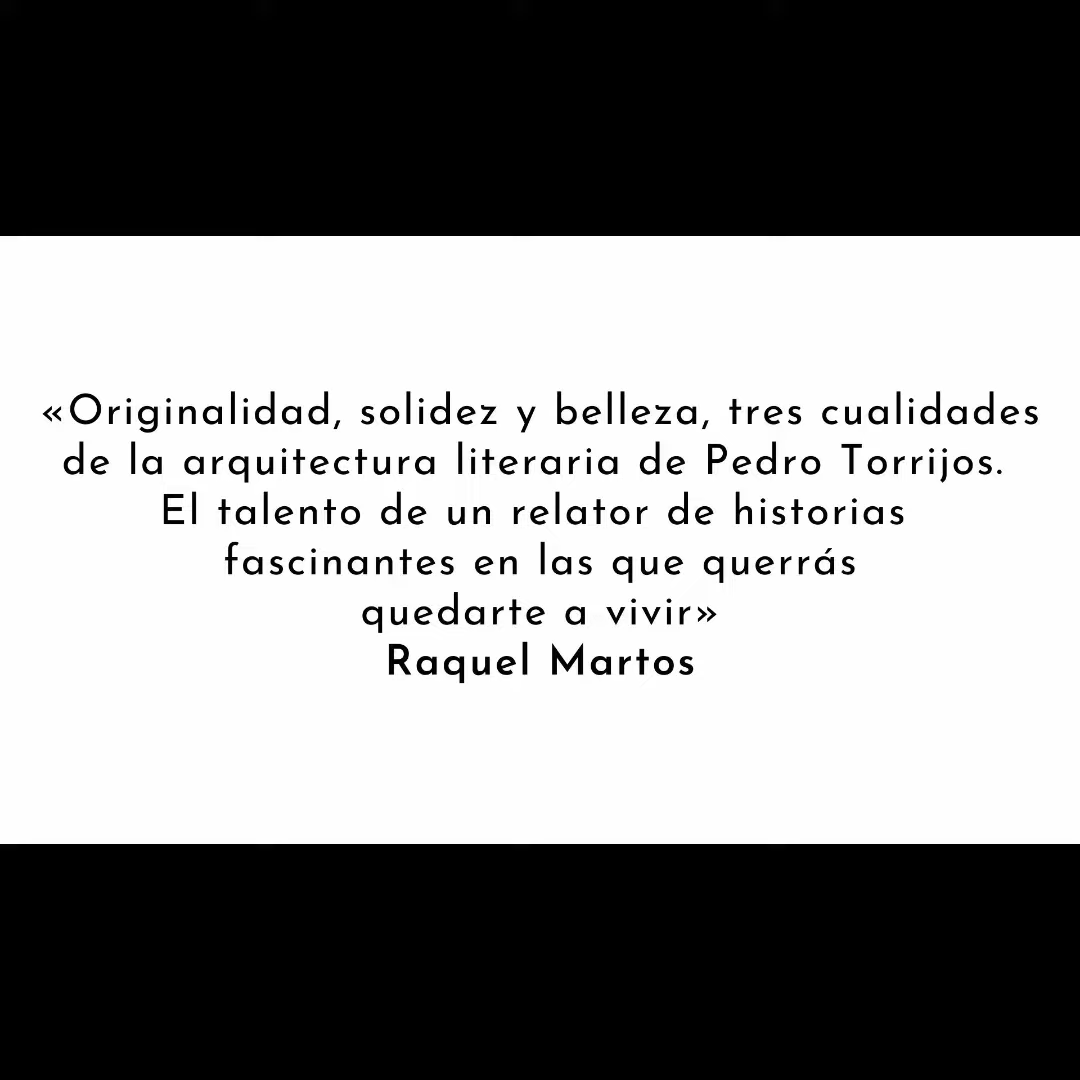 «Originalidad, solidez y belleza, tres cualidades
de la arquitectura literaria de Pedro Torrijos.
El talento de un relator de historias
fascinantes en las que querrás
quedarte a vivir»
Raquel Martos